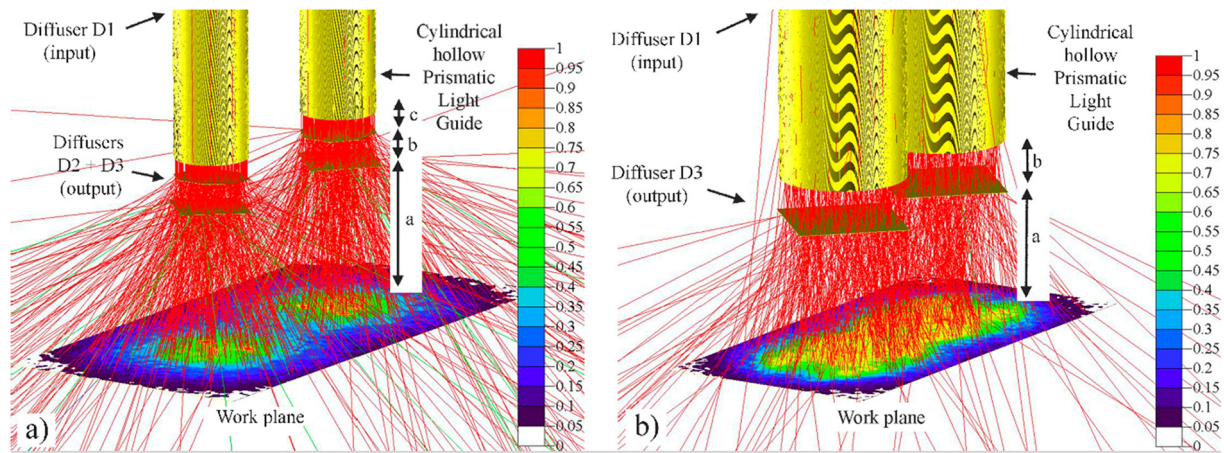 Diffuser D1
(input)
Cylindrical
hollow
Prismatic
Light
Guide
Diffusers
D2 + D3
(output)
c
b
a
1
0.95
0.9
0.85
0.8
0.75
0.7
0.65
0.6
0.55
0.5
0.45
0.4
0.35
0.3
0.25
0.2
0.15
0.1
0.05
0
Work plane
a)
Diffuser D1
(input)
Cylindrical
hollow
Prismatic
Light
Guide
Diffuser D3
(output)
b
a
1
0.95
0.9
0.85
0.8
0.75
0.7
0.65
0.6
0.55
0.5
0.45
0.4
0.35
0.3
0.25
0.2
0.15
0.1
0.05
0
Work plane
b)